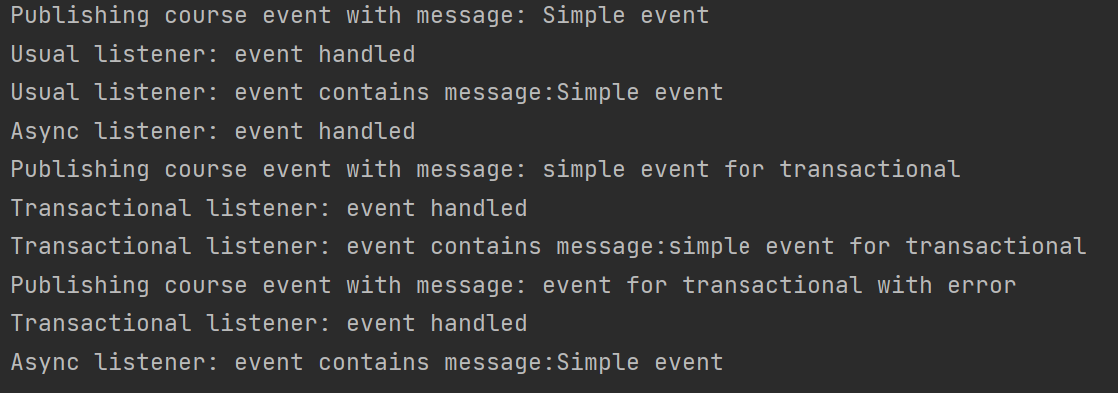 Publishing course event with message: Simple event
Usual listener: event handled
Usual listener: event contains message:Simple event
Async listener: event handled
Publishing course event with message: simple event for transactional
Transactional listener: event handled
Transactional listener: event contains message:simple event for transactional
Publishing course event with message: event for transactional with error
Transactional listener: event handled
Async listener: event contains message:Simple event